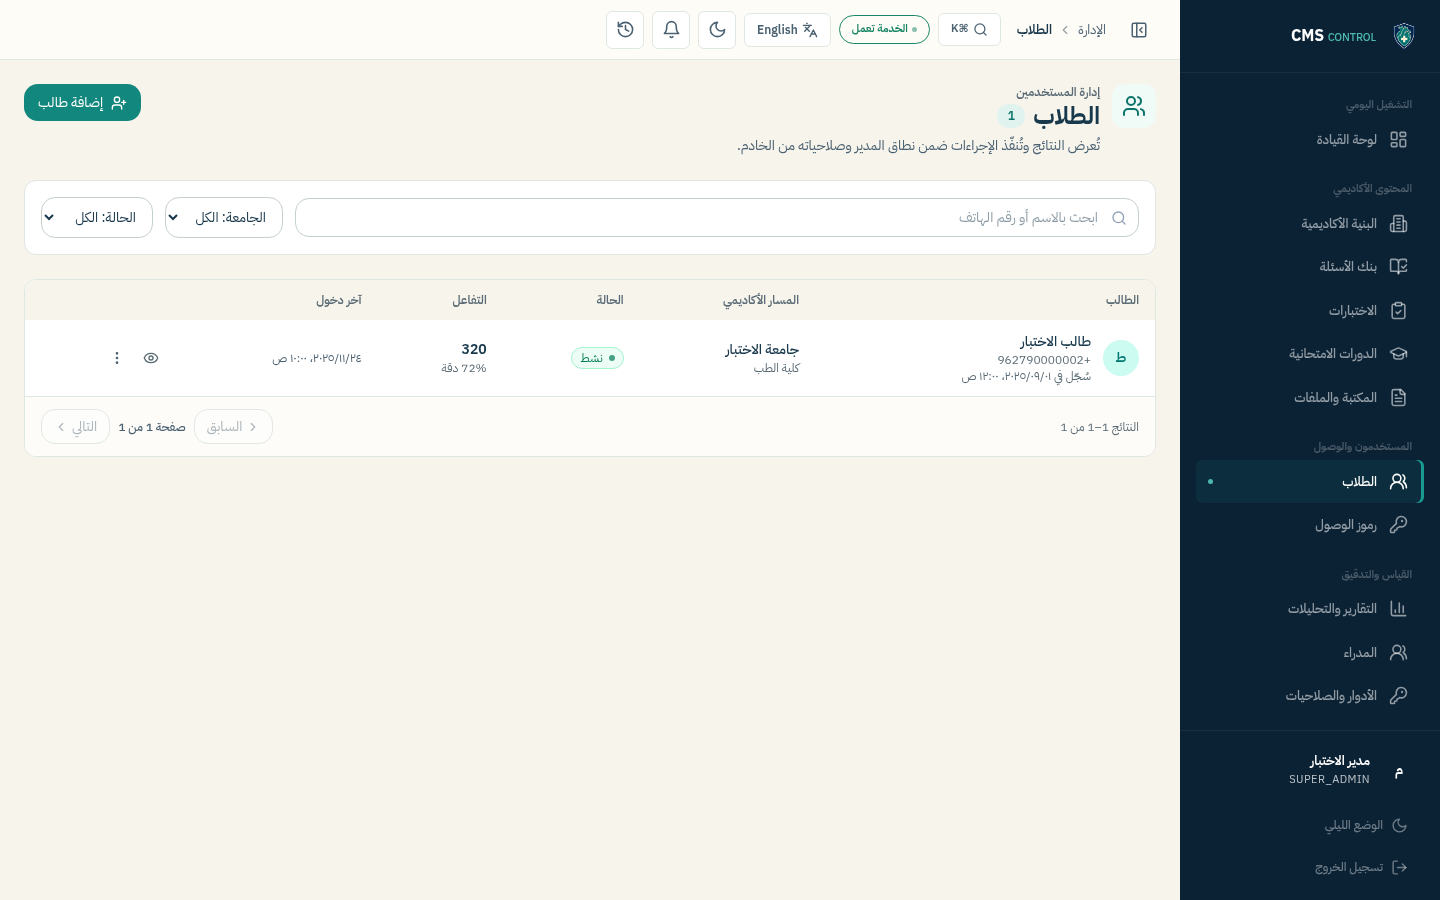 CMS CONTROL
التشغيل اليومي
لوحة القيادة
المحتوى الأكاديمي
البنية الأكاديمية
بنك الأسئلة
الاختبارات
الدورات الامتحانية
المكتبة والملفات
المستخدمون والوصول
الطلاب
رموز الوصول
القياس والتدقيق
التقارير والتحليلات
المدراء
الأدوار والصلاحيات
مدير الاختبار
م
SUPER_ADMIN
الوضع الليلي
تسجيل الخروج
الإدارة
الطلاب
⌘K
الخدمة تعمل
English
إدارة المستخدمين
الطلاب 1
تُعرض النتائج وتُنفّذ الإجراءات ضمن نطاق المدير وصلاحياته من الخادم.
إضافة طالب
ابحث بالاسم أو رقم الهاتف
الجامعة: الكل
الحالة: الكل
الطالب المسار الأكاديمي الحالة التفاعل آخر دخول
ط
طالب الاختبار
962790000002+
سُجّل في ٢٠٢٥/٠٩/٠١، ١٢:٠٠ ص
جامعة الاختبار
كلية الطب
نشط
320
72% دقة
٢٠٢٥/١١/٢٤، ١٠:٠٠ ص
النتائج 1–1 من 1
السابق
صفحة 1 من 1
التالي